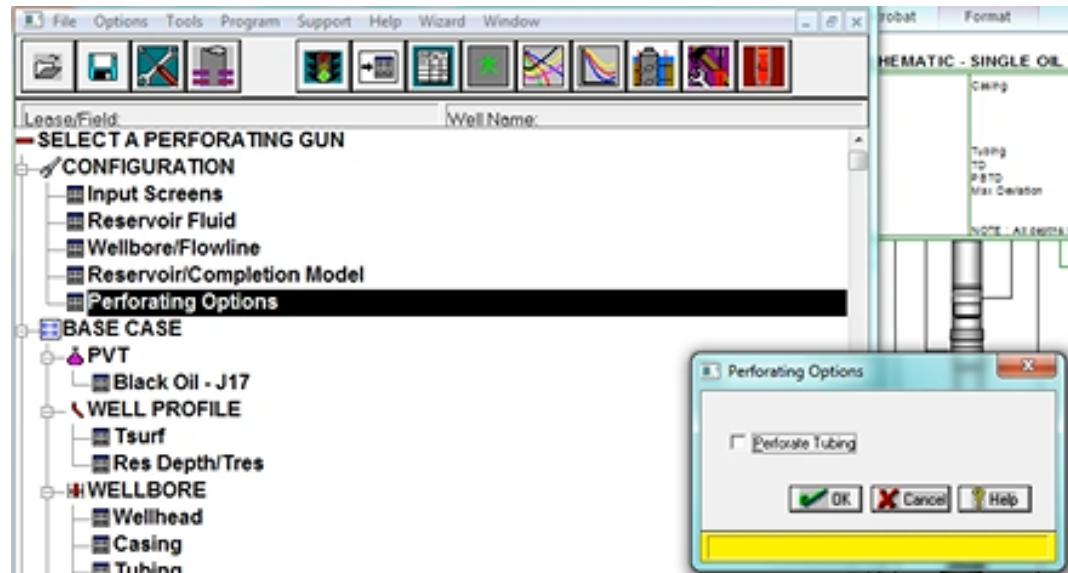 File Options Tools Program Support Help Wizard Window
robat Format
HEMATIC - SINGLE OIL
Casing
Lease/Field: Well Name:
SELECT A PERFORATING GUN
Tubing
TD
PBTD
Max Deviation
CONFIGURATION
Input Screens
Reservoir Fluid
NOTE : All depths
Wellbore/Flowline
Reservoir/Completion Model
Perforating Options
BASE CASE
PVT
Black Oil - J17
WELL PROFILE
Tsurf
Res Depth/Tres
WELLBORE
Wellhead
Casing
Tubing
Perforating Options
Perforate Tubing
OK Cancel Help